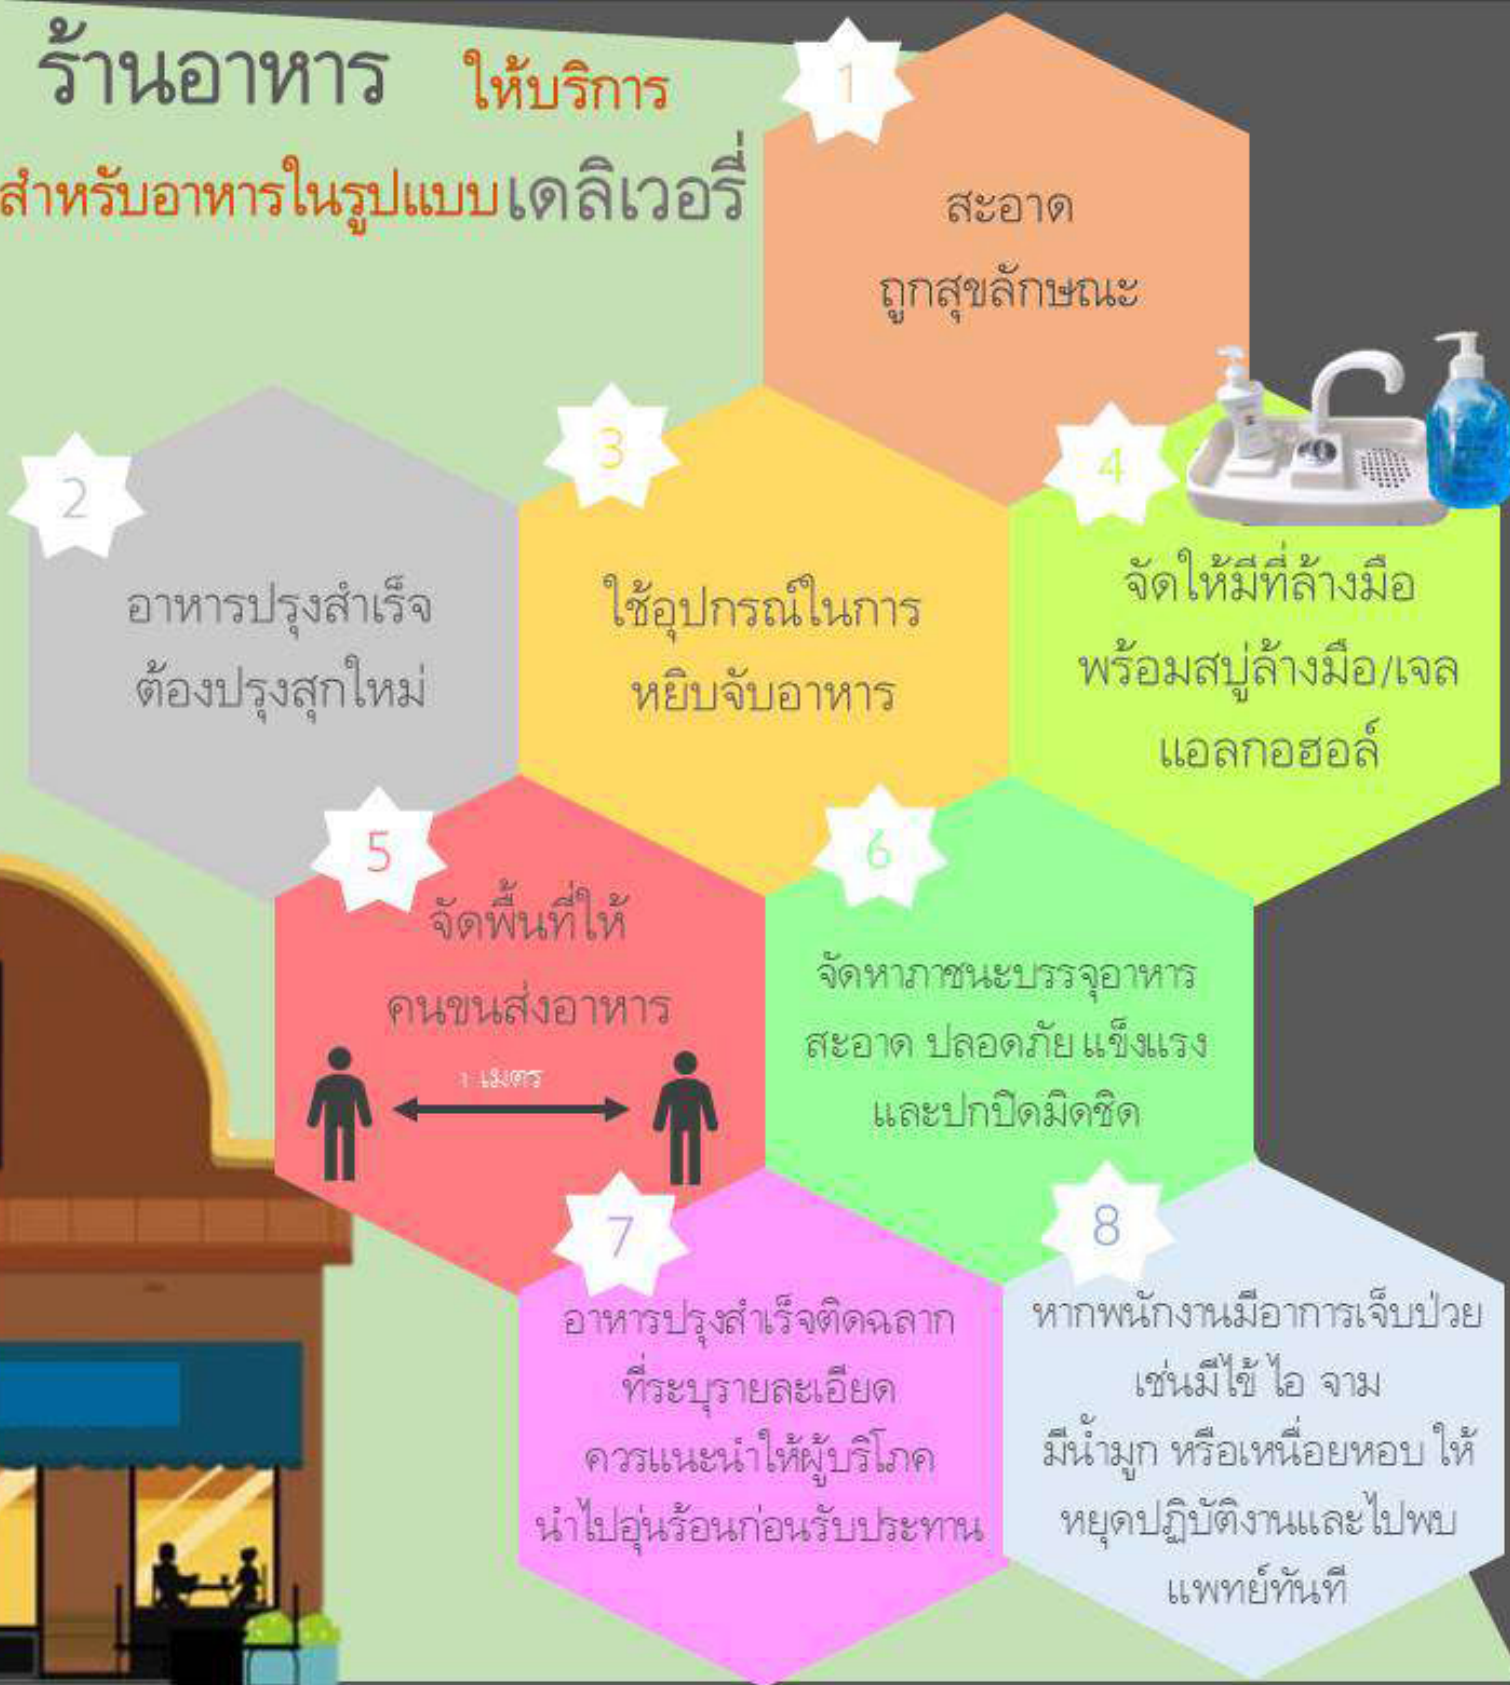 ร้านอาหาร ให้บริการ
สำหรับอาหารในรูปแบบเดลิเวอรี่
1
สะอาด
ถูกสุขลักษณะ
2
อาหารปรุงสำเร็จ
ต้องปรุงสุกใหม่
3
ใช้อุปกรณ์ในการ
หยิบจับอาหาร
4
จัดให้มีที่ล้างมือ
พร้อมสบู่ล้างมือ/เจล
แอลกอฮอล์
5
จัดพื้นที่ให้
คนขนส่งอาหาร
1 เมตร
6
จัดหาภาชนะบรรจุอาหาร
สะอาด ปลอดภัย แข็งแรง
และปกปิดมิดชิด
7
อาหารปรุงสำเร็จติดฉลาก
ที่ระบุรายละเอียด
ควรแนะนำให้ผู้บริโภค
นำไปอุ่นร้อนก่อนรับประทาน
8
หากพนักงานมีอาการเจ็บป่วย
เช่นมีไข้ ไอ จาม
มีน้ำมูก หรือเหนื่อยหอบ ให้
หยุดปฏิบัติงานและไปพบ
แพทย์ทันที